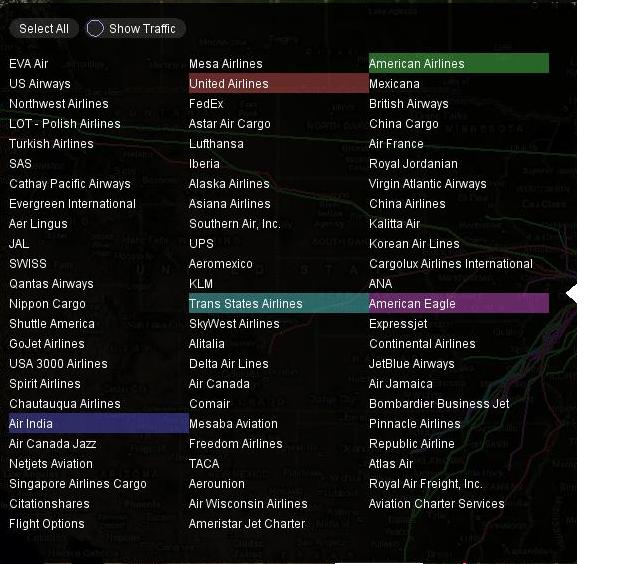 Select All
Show Traffic
EVA Air
US Airways
Northwest Airlines
LOT - Polish Airlines
Turkish Airlines
SAS
Cathay Pacific Airways
Evergreen International
Aer Lingus
JAL
SWISS
Qantas Airways
Nippon Cargo
Shuttle America
GoJet Airlines
USA 3000 Airlines
Spirit Airlines
Chautauqua Airlines
Air India
Air Canada Jazz
Netjets Aviation
Singapore Airlines Cargo
Citationshares
Flight Options
Mesa Airlines
United Airlines
FedEx
Astar Air Cargo
Lufthansa
Iberia
Alaska Airlines
Asiana Airlines
Southern Air, Inc.
UPS
Aeromexico
KLM
Trans States Airlines
SkyWest Airlines
Alitalia
Delta Air Lines
Air Canada
Comair
Mesaba Aviation
Freedom Airlines
TACA
Aerounion
Air Wisconsin Airlines
Ameristar Jet Charter
American Airlines
Mexicana
British Airways
China Cargo
Air France
Royal Jordanian
Virgin Atlantic Airways
China Airlines
Kalitta Air
Korean Air Lines
Cargolux Airlines International
ANA
American Eagle
Expressjet
Continental Airlines
JetBlue Airways
Air Jamaica
Bombardier Business Jet
Pinnacle Airlines
Republic Airline
Atlas Air
Royal Air Freight, Inc.
Aviation Charter Services